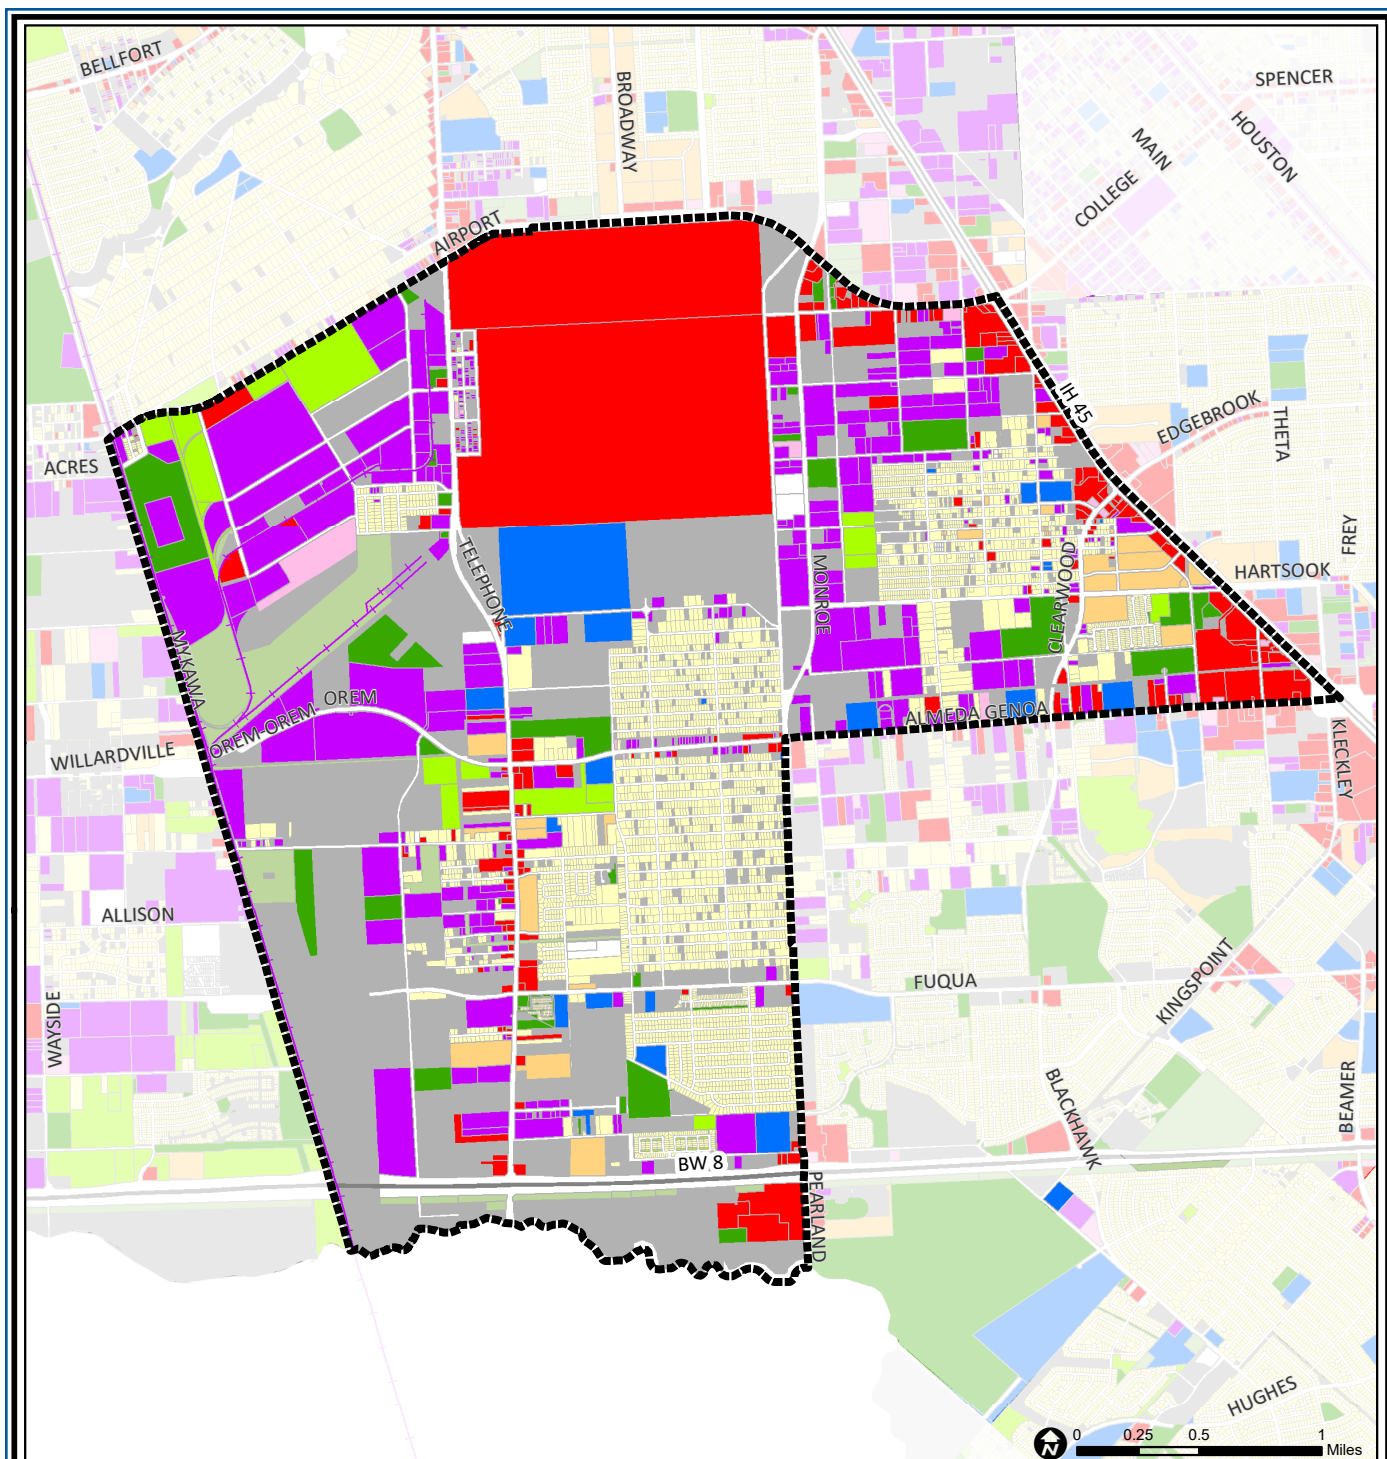 BELLFORT
BROADWAY
SPENCER
HOUSTON
MAIN
COLLEGE
AIRPORT
IH 45
EDGEBROOK
THETA
ACRES
FREY
TELEPHONE
MONROE
CLEARWOOD
HARTSOOK
MYKAWA
OREM
OREM-OREM
ALMEDA GENOA
WILLARDVILLE
KLECKLEY
ALLISON
FUQUA
KINGSPOINT
WAYSIDE
BLACKHAWK
BEAMER
BW 8
PEARLAND
HUGHES
N
0 0.25 0.5 1
Miles